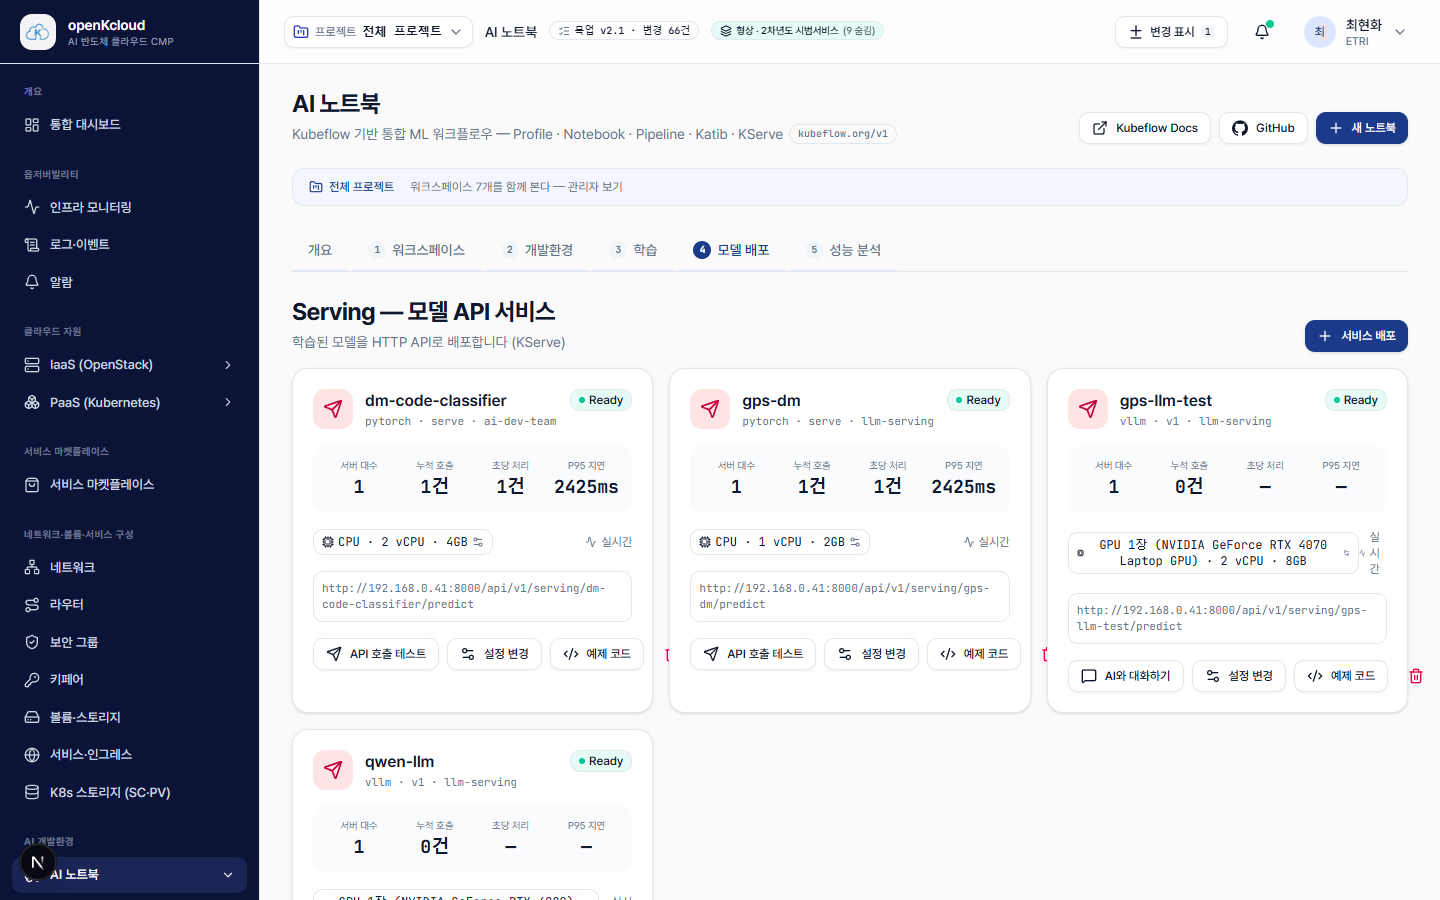 openKcloud
AI 반도체 클라우드 CMP
개요
통합 대시보드
옵저버빌리티
인프라 모니터링
로그·이벤트
알람
클라우드 자원
IaaS (OpenStack)
PaaS (Kubernetes)
서비스 마켓플레이스
서비스 마켓플레이스
네트워크·볼륨·서비스 구성
네트워크
라우터
보안 그룹
키페어
볼륨·스토리지
서비스·인그레스
K8s 스토리지 (SC·PV)
AI 개발환경
AI 노트북
N
프로젝트 전체 프로젝트
AI 노트북
목업 v2.1 · 변경 66건
형상 · 2차년도 시범서비스 (9 숨김)
변경 표시 1
최
최현화
ETRI
AI 노트북
Kubeflow 기반 통합 ML 워크플로우 — Profile · Notebook · Pipeline · Katib · KServe kubeflow.org/v1
Kubeflow Docs
GitHub
새 노트북
전체 프로젝트 워크스페이스 7개를 함께 본다 — 관리자 보기
개요
1 워크스페이스
2 개발환경
3 학습
4 모델 배포
5 성능 분석
Serving — 모델 API 서비스
학습된 모델을 HTTP API로 배포합니다 (KServe)
서비스 배포
dm-code-classifier
Ready
pytorch · serve · ai-dev-team
서버 대수 누적 호출 초당 처리 P95 지연
1 1건 1건 2425ms
CPU · 2 vCPU · 4GB
실시간
http://192.168.0.41:8000/api/v1/serving/dm-
code-classifier/predict
API 호출 테스트
설정 변경
예제 코드
gps-dm
Ready
pytorch · serve · llm-serving
서버 대수 누적 호출 초당 처리 P95 지연
1 1건 1건 2425ms
CPU · 1 vCPU · 2GB
실시간
http://192.168.0.41:8000/api/v1/serving/gps-
dm/predict
API 호출 테스트
설정 변경
예제 코드
gps-llm-test
Ready
vllm · v1 · llm-serving
서버 대수 누적 호출 초당 처리 P95 지연
1 0건 — —
GPU 1장 (NVIDIA GeForce RTX 4070
Laptop GPU) · 2 vCPU · 8GB
실
시
간
http://192.168.0.41:8000/api/v1/serving/gps-
llm-test/predict
AI와 대화하기
설정 변경
예제 코드
qwen-llm
Ready
vllm · v1 · llm-serving
서버 대수 누적 호출 초당 처리 P95 지연
1 0건 — —